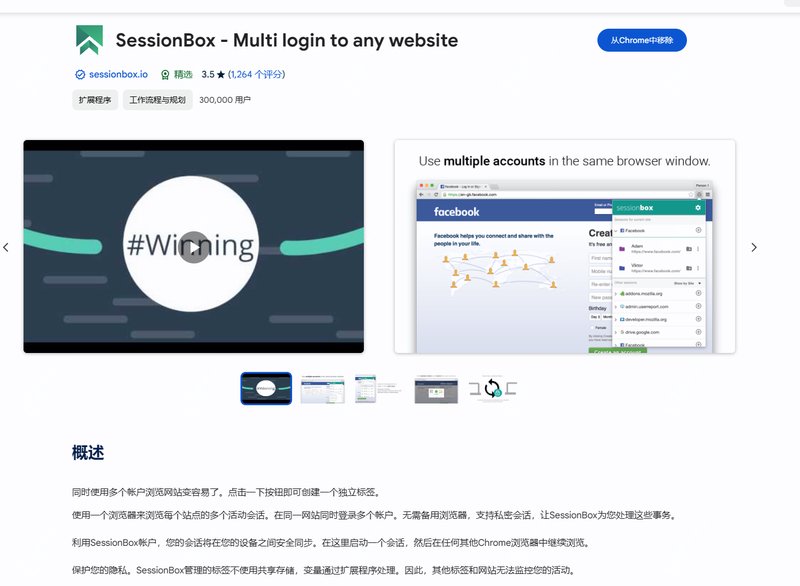 SessionBox - Multi login to any website
从Chrome中移除
sessionbox.io
精选
3.5 ★ (1,264 个评分)
扩展程序
工作流程与规划
300,000 用户
#Winning
Use multiple accounts in the same browser window.
facebook
Facebook helps you connect and share with the
people in your life.
sessionbox
Facebook
Adam
https://www.facebook.com/
Viktor
https://www.facebook.com/
addons.mozilla.org
admin.userreport.com
developer.mozilla.org
drive.google.com
Facebook
Birthday
概述
同时使用多个帐户浏览网站变容易了。点击一下按钮即可创建一个独立标签。
使用一个浏览器来浏览每个站点的多个活动会话。在同一网站同时登录多个帐户。无需备用浏览器，支持私密会话，让SessionBox为您处理这些事务。
利用SessionBox帐户，您的会话将在您的设备之间安全同步。在这里启动一个会话，然后在任何其他Chrome浏览器中继续浏览。
保护您的隐私。SessionBox管理的标签不使用共享存储，变量通过扩展程序处理。因此，其他标签和网站无法监控您的活动。